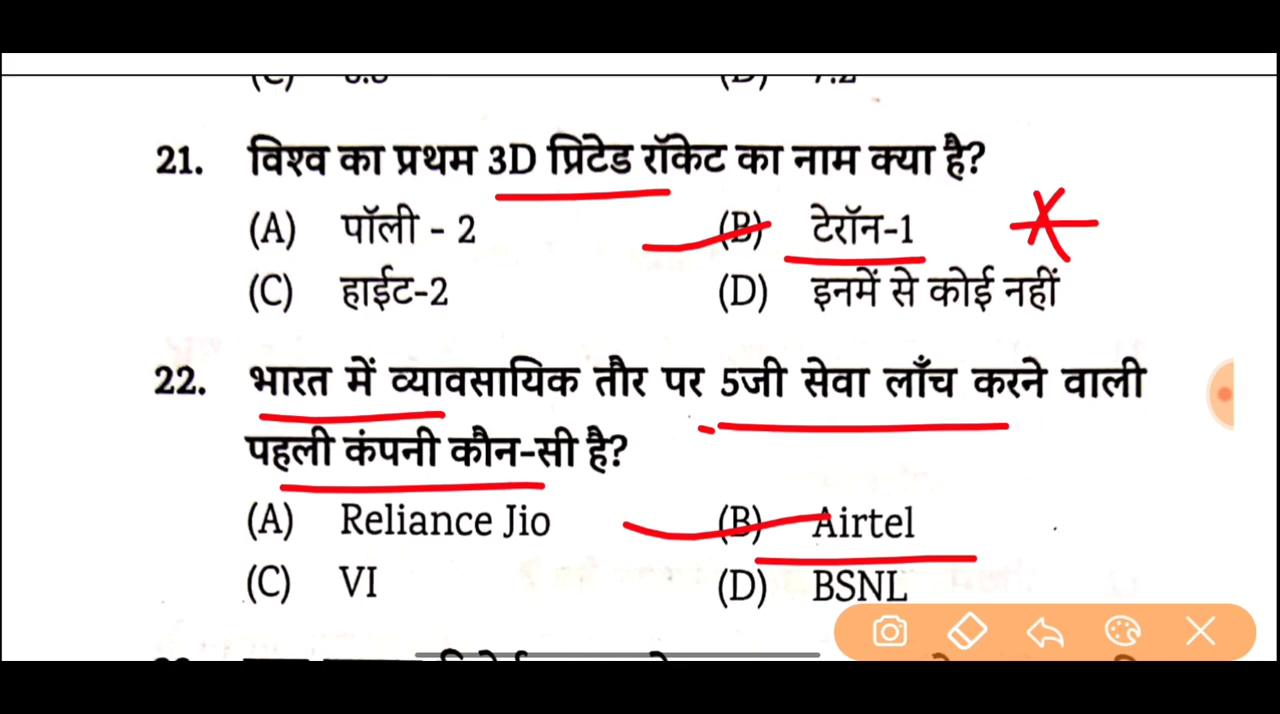 21. विश्व का प्रथम 3D प्रिटेड रॉकेट का नाम क्या है?
(A) पॉली - 2 (B) टेरॉन-1
(C) हाईट-2 (D) इनमें से कोई नहीं
22. भारत में व्यावसायिक तौर पर 5जी सेवा लाँच करने वाली
पहली कंपनी कौन-सी है?
(A) Reliance Jio (B) Airtel
(C) VI (D) BSNL